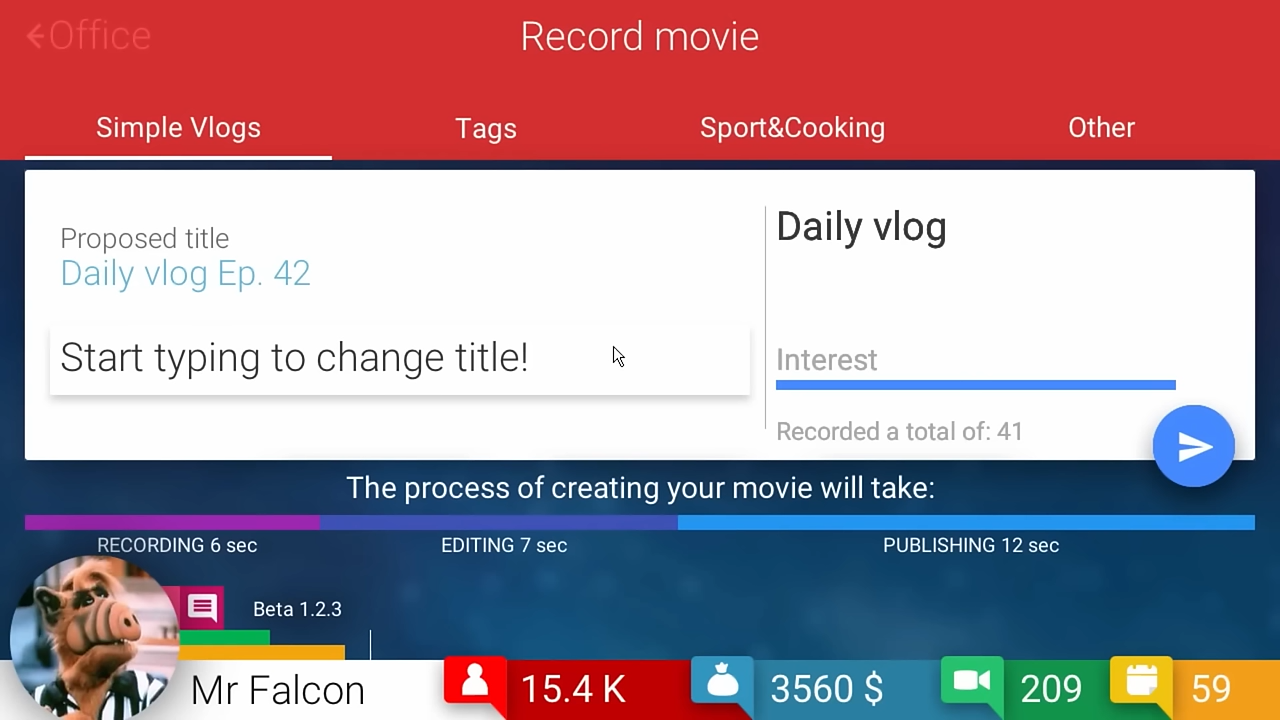 Office
Record movie
Simple Vlogs
Tags
Sport&Cooking
Other
Proposed title
Daily vlog Ep. 42
Start typing to change title!
Daily vlog
Interest
Recorded a total of: 41
The process of creating your movie will take:
RECORDING 6 sec
EDITING 7 sec
PUBLISHING 12 sec
Beta 1.2.3
Mr Falcon
15.4 K
3560 $
209
59